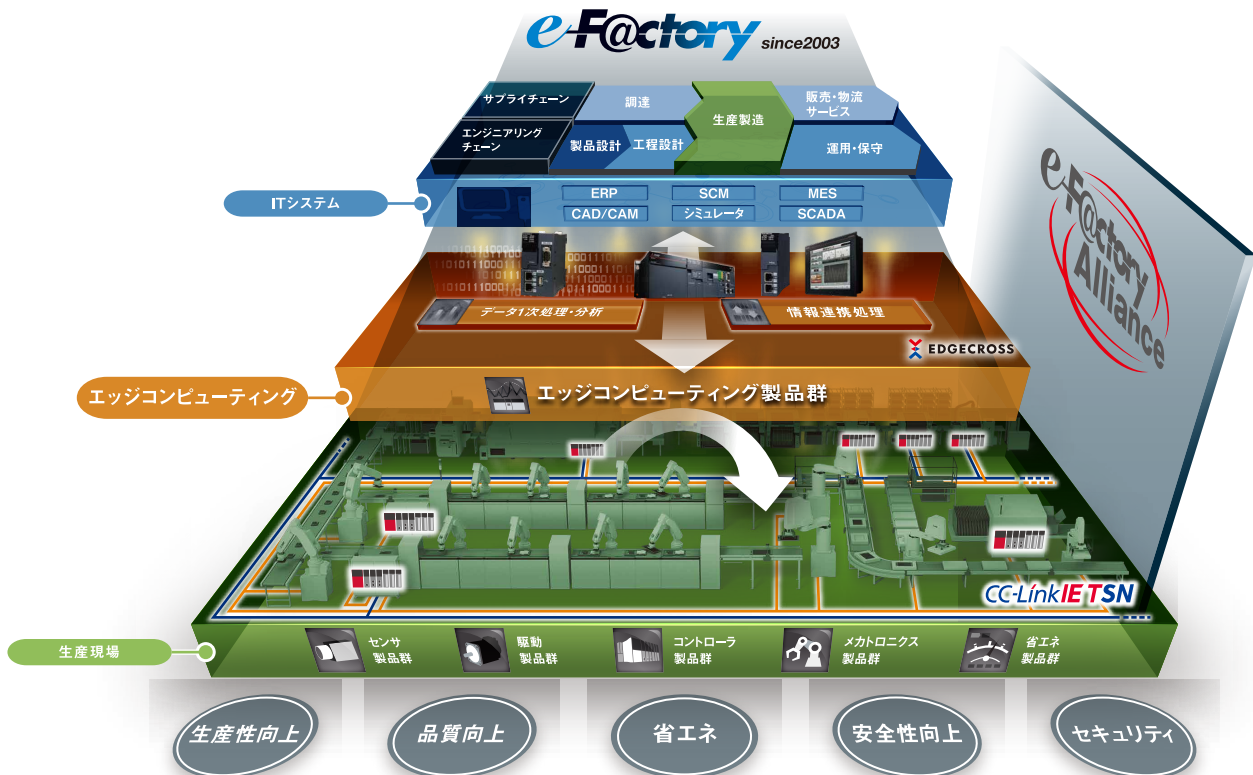 e-F@ctory since2003
サプライチェーン
調達
生産製造
販売・物流
サービス
エンジニアリング
チェーン
製品設計
工程設計
運用・保守
ITシステム
ERP
SCM
MES
CAD/CAM
シミュレータ
SCADA
e-F@ctory
Alliance
データ1次処理・分析
情報連携処理
EDGECROSS
エッジコンピューティング
エッジコンピューティング製品群
CC-Link IE TSN
生産現場
センサ
製品群
駆動
製品群
コントローラ
製品群
メカトロニクス
製品群
省エネ
製品群
生産性向上
品質向上
省エネ
安全性向上
セキュリティ